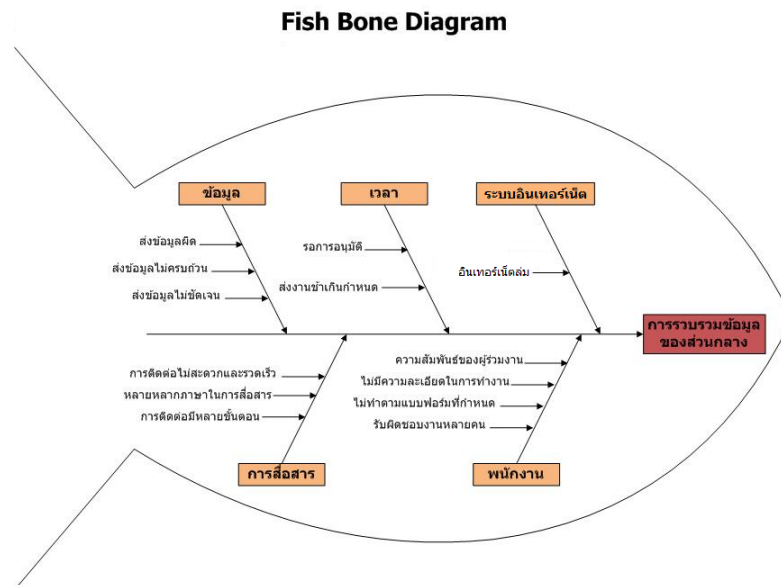 Fish Bone Diagram
ข้อมูล
เวลา
ระบบอินเทอร์เน็ต
ส่งข้อมูลผิด
ส่งข้อมูลไม่ครบถ้วน
ส่งข้อมูลไม่ชัดเจน
รอการอนุมัติ
ส่งงานช้าเกินกำหนด
อินเทอร์เน็ตล่ม
การรวบรวมข้อมูล
ของส่วนกลาง
การติดต่อไม่สะดวกและรวดเร็ว
หลายหลากภาษาในการสื่อสาร
การติดต่อมีหลายขั้นตอน
ความสัมพันธ์ของผู้ร่วมงาน
ไม่มีความละเอียดในการทำงาน
ไม่ทำตามแบบฟอร์มที่กำหนด
รับผิดชอบงานหลายคน
การสื่อสาร
พนักงาน